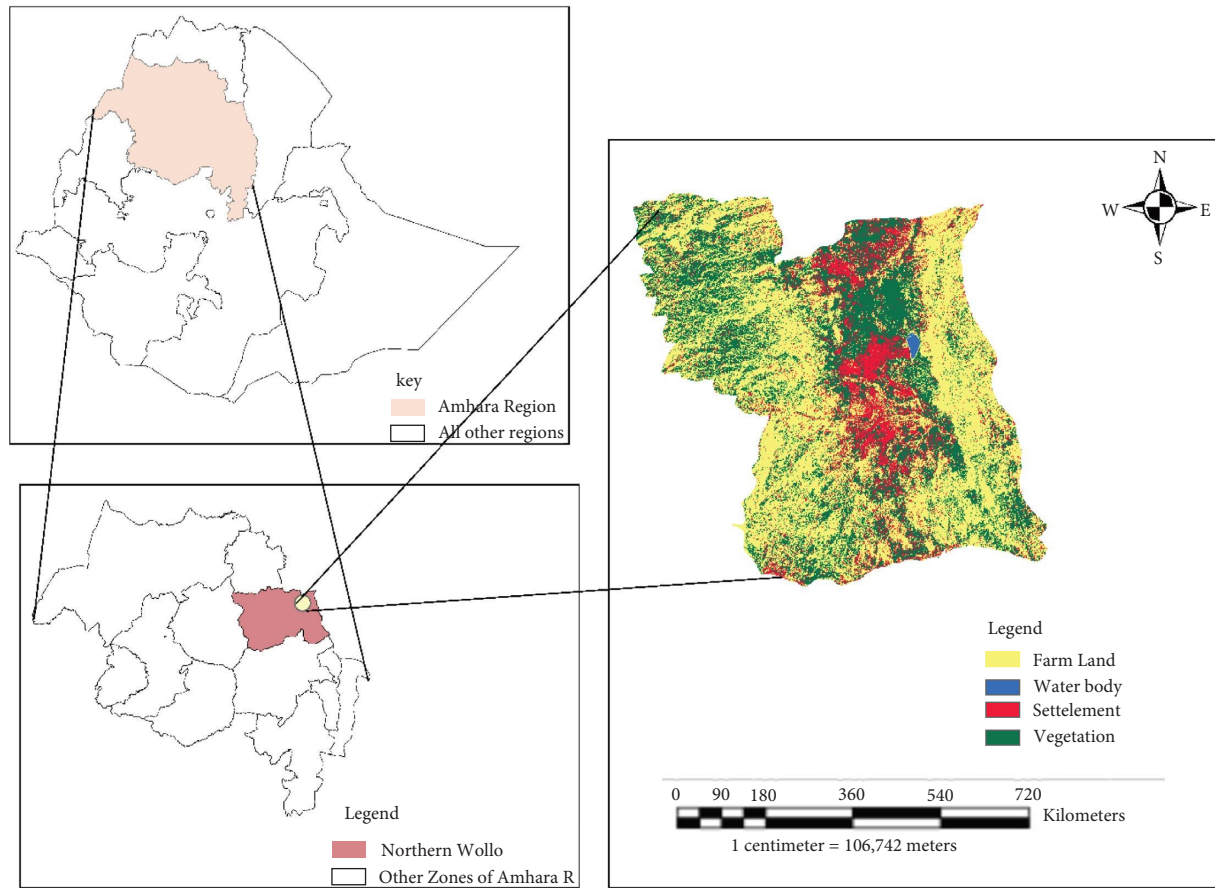 key
Amhara Region
All other regions
Legend
Northern Wollo
Other Zones of Amhara R
N
W
E
S
Legend
Farm Land
Water body
Settelement
Vegetation
0 90 180 360 540 720
Kilometers
1 centimeter = 106,742 meters